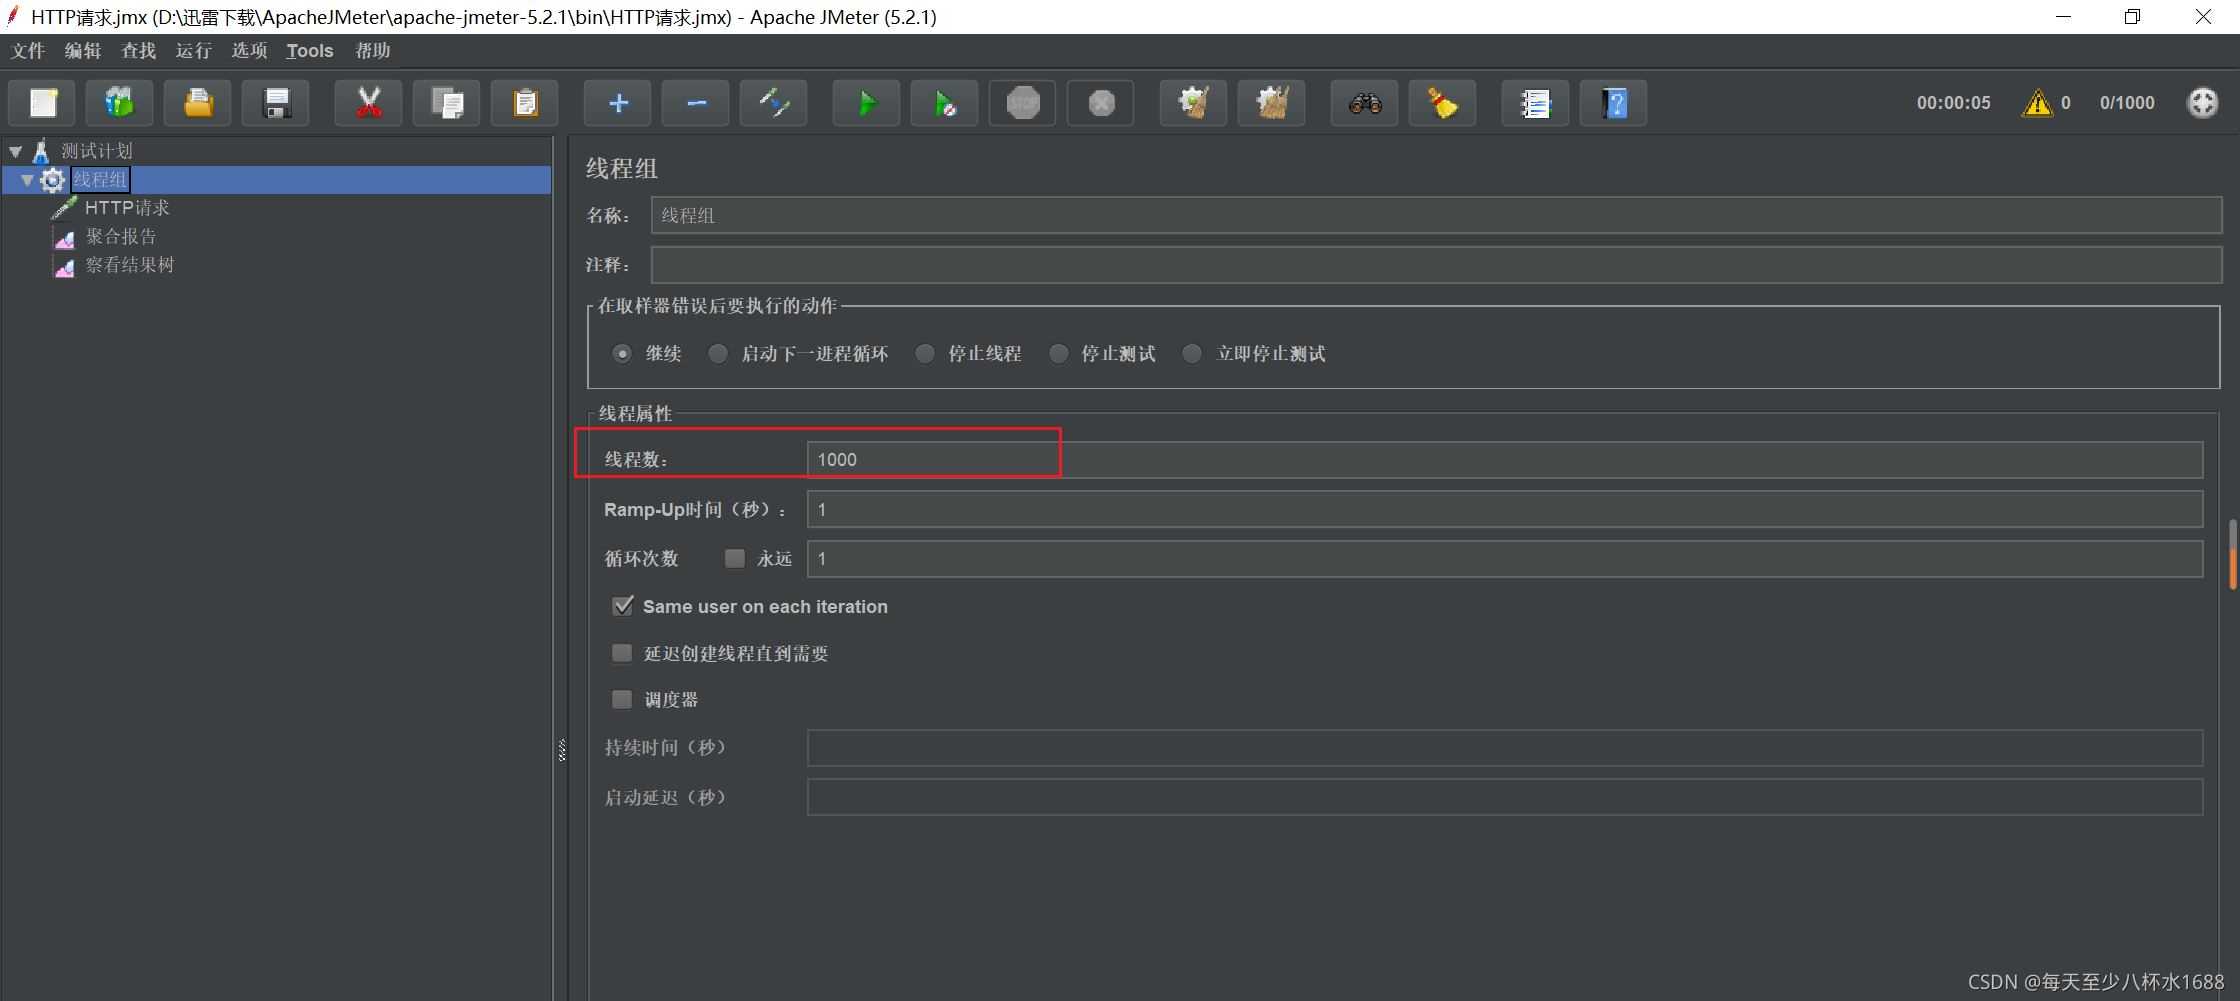 HTTP请求.jmx (D:\迅雷下载\ApacheJMeter\apache-jmeter-5.2.1\bin\HTTP请求.jmx) - Apache JMeter (5.2.1)
文件 编辑 查找 运行 选项 Tools 帮助
STOP
00:00:05 0 0/1000
测试计划
线程组
HTTP请求
聚合报告
察看结果树
线程组
名称： 线程组
注释：
在取样器错误后要执行的动作
继续 启动下一进程循环 停止线程 停止测试 立即停止测试
线程属性
线程数： 1000
Ramp-Up时间（秒）： 1
循环次数 永远 1
Same user on each iteration
延迟创建线程直到需要
调度器
持续时间（秒）
启动延迟（秒）
CSDN @每天至少八杯水1688